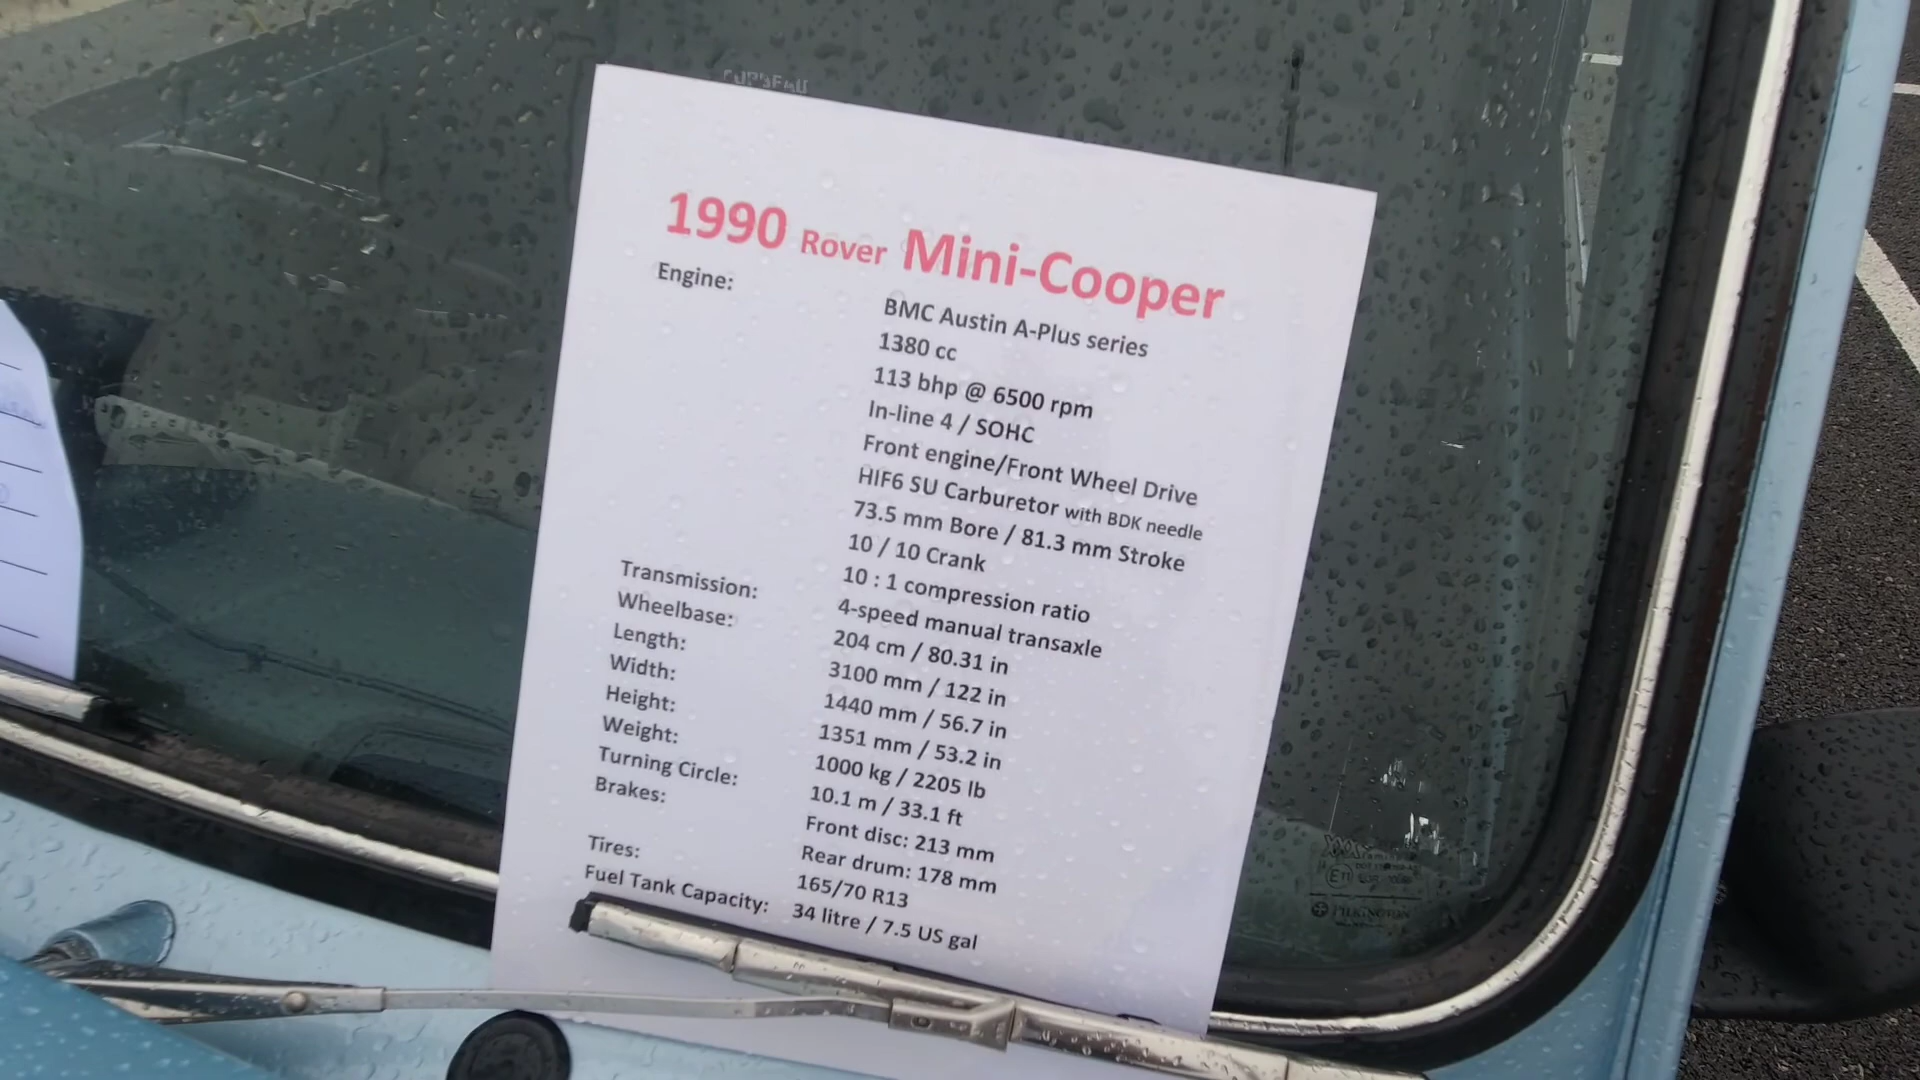 1990 Rover Mini-Cooper
Engine:
BMC Austin A-Plus series
1380 cc
113 bhp @ 6500 rpm
In-line 4 / SOHC
Front engine/Front Wheel Drive
HIF6 SU Carburetor with BDK needle
73.5 mm Bore / 81.3 mm Stroke
10 / 10 Crank
10 : 1 compression ratio
Transmission: 4-speed manual transaxle
Wheelbase: 204 cm / 80.31 in
Length: 3100 mm / 122 in
Width: 1440 mm / 56.7 in
Height: 1351 mm / 53.2 in
Weight: 1000 kg / 2205 lb
Turning Circle: 10.1 m / 33.1 ft
Brakes: Front disc: 213 mm
Rear drum: 178 mm
Tires: 165/70 R13
Fuel Tank Capacity: 34 litre / 7.5 US gal
PILKINGTON